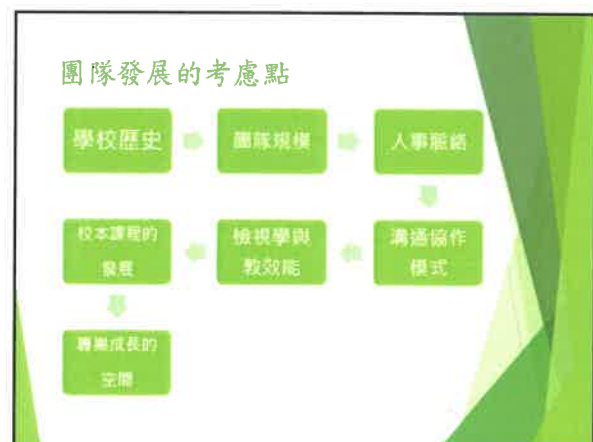 團隊發展的考慮點
學校歷史
團隊規模
人事脈絡
溝通協作
模式
檢視學與
教效能
校本課程的
發展
專業成長的
空間